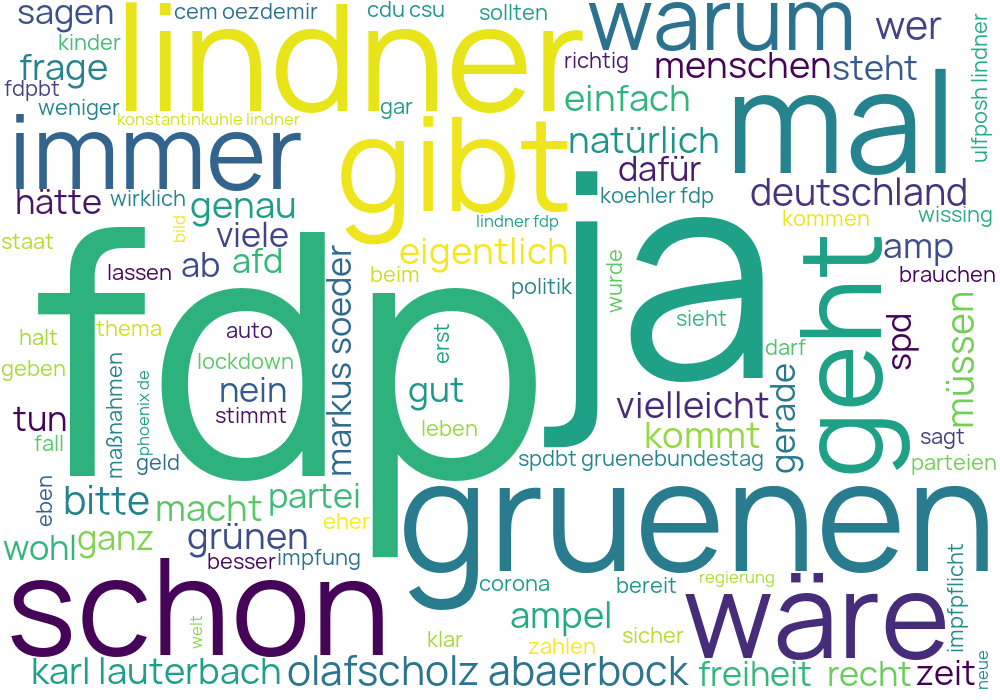 sagen
cem oezdemir
cdu csu
sollten
lindner
warum
wer
ulfposh lindner
kinder
frage
richtig
menschen
steht
fdpbt
weniger
gar
einfach
mal
konstantinkuhle lindner
immer
gibt
natürlich
dafür
hätte
wirklich
genau
koehler fdp
deutschland
lindner fdp
kommen
wissing
staat
bild
viele
fdp
ja
geht
amp
lassen
ab
afd
markus soeder
beim
eigentlich
politik
wurde
brauchen
halt
thema
auto
erst
sieht
spd
müssen
geben
maßnahmen
phoenix de
lockdown
nein
gut
darf
gerade
tun
stimmt
leben
vielleicht
kommt
fall
geld
spdbt gruenebundestag
sagt
parteien
eben
bitte
macht
partei
gruenen
eher
wohl
ganz
grünen
besser
impfung
schon
corona
bereit
regierung
wäre
impfpflicht
welt
ampel
klar
zahlen
sicher
karl lauterbach
olafscholz abaerbock
freiheit
recht
zeit
neue